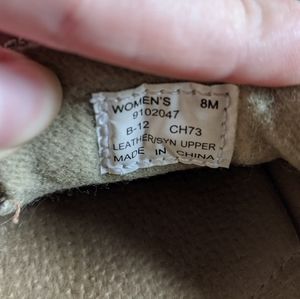 WOMEN'S 8M
9102047
B-12 CH73
LEATHER/SYN UPPER
MADE IN CHINA